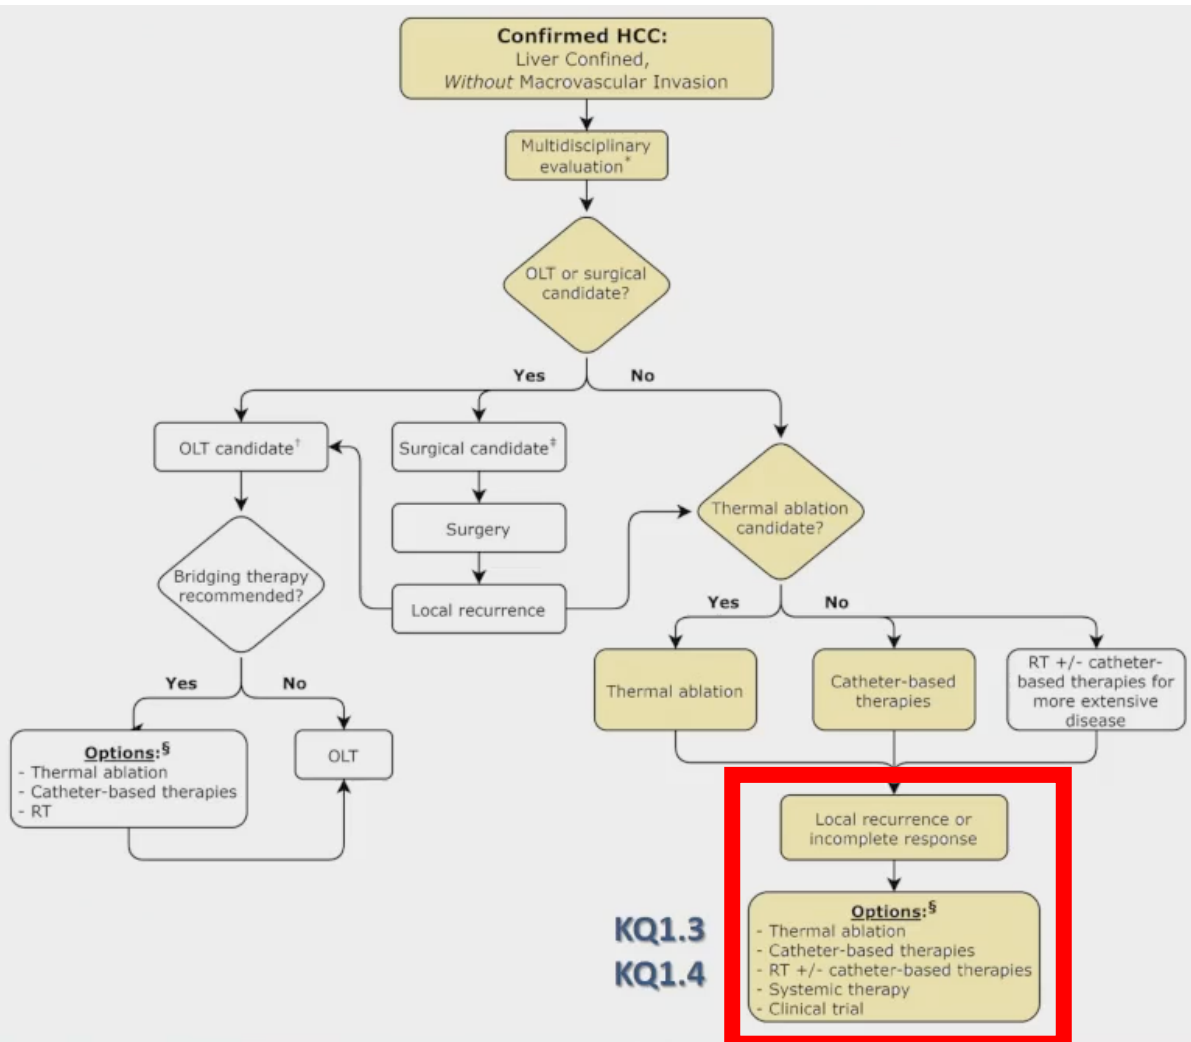 Confirmed HCC:
Liver Confined,
Without Macrovascular Invasion
Multidisciplinary
evaluation*
OLT or surgical
candidate?
Yes
No
OLT candidate†
Surgical candidate‡
Surgery
Local recurrence
Bridging therapy
recommended?
Yes
No
Options:§
- Thermal ablation
- Catheter-based therapies
- RT
OLT
Thermal ablation
candidate?
Yes
No
Thermal ablation
Catheter-based
therapies
RT +/- catheter-
based therapies for
more extensive
disease
Local recurrence or
incomplete response
KQ1.3
KQ1.4
Options:§
- Thermal ablation
- Catheter-based therapies
- RT +/- catheter-based therapies
- Systemic therapy
- Clinical trial